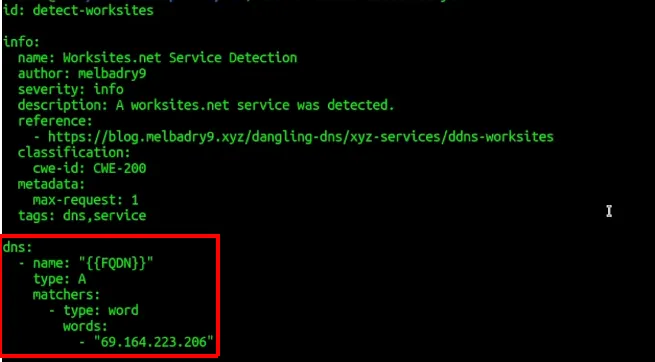 id: detect-worksites
info:
name: Worksites.net Service Detection
author: melbadry9
severity: info
description: A worksites.net service was detected.
reference:
- https://blog.melbadry9.xyz/dangling-dns/xyz-services/ddns-worksites
classification:
cwe-id: CWE-200
metadata:
max-request: 1
tags: dns,service
dns:
- name: "{{FQDN}}"
type: A
matchers:
- type: word
words:
- "69.164.223.206"